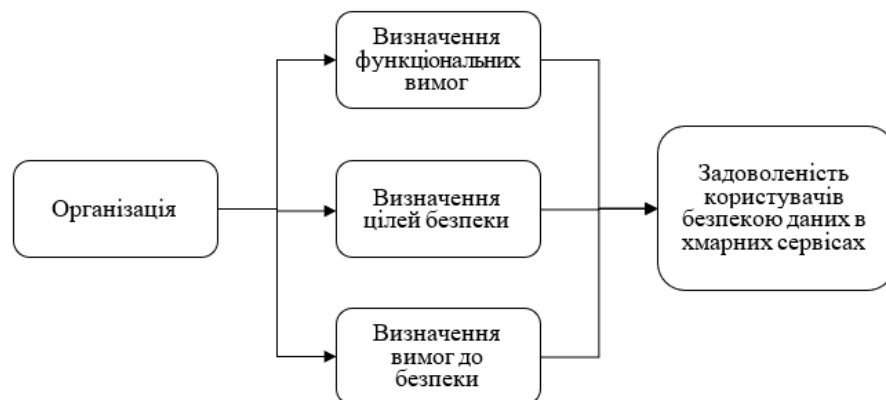 Визначення
функціональних
вимог
Організація
Визначення
цілей безпеки
Задоволеність
користувачів
безпекою даних в
хмарних сервісах
Визначення
вимог до
безпеки